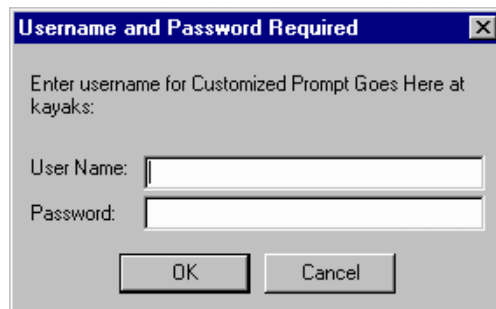 Username and Password Required
Enter username for Customized Prompt Goes Here at
kayaks:
User Name:
Password:
OK
Cancel